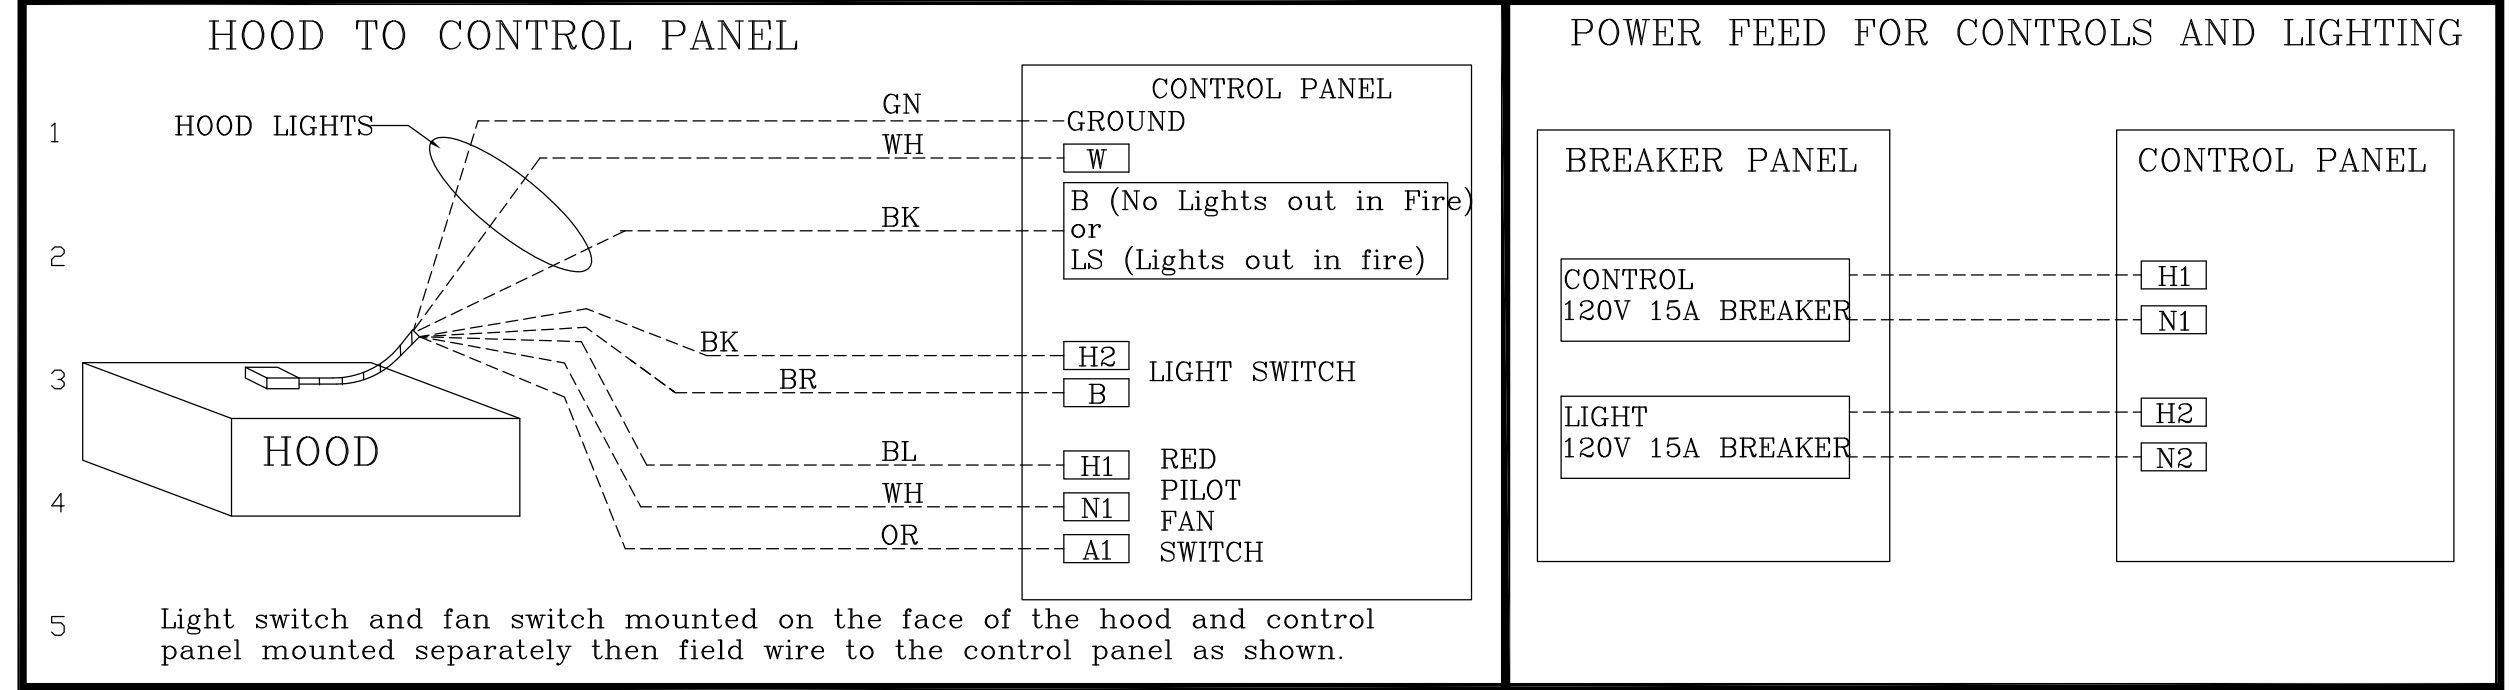 HOOD TO CONTROL PANEL
HOOD LIGHTS
1
2
3
4
5
GN
WH
BK
BK
BR
BL
WH
OR
HOOD
CONTROL PANEL
GROUND
W
B (No Lights out in Fire)
or
LS (Lights out in fire)
H2
B
LIGHT SWITCH
H1
N1
A1
RED
PILOT
FAN
SWITCH
Light switch and fan switch mounted on the face of the hood and control
panel mounted separately then field wire to the control panel as shown.
POWER FEED FOR CONTROLS AND LIGHTING
BREAKER PANEL
CONTROL
120V 15A BREAKER
LIGHT
120V 15A BREAKER
CONTROL PANEL
H1
N1
H2
N2